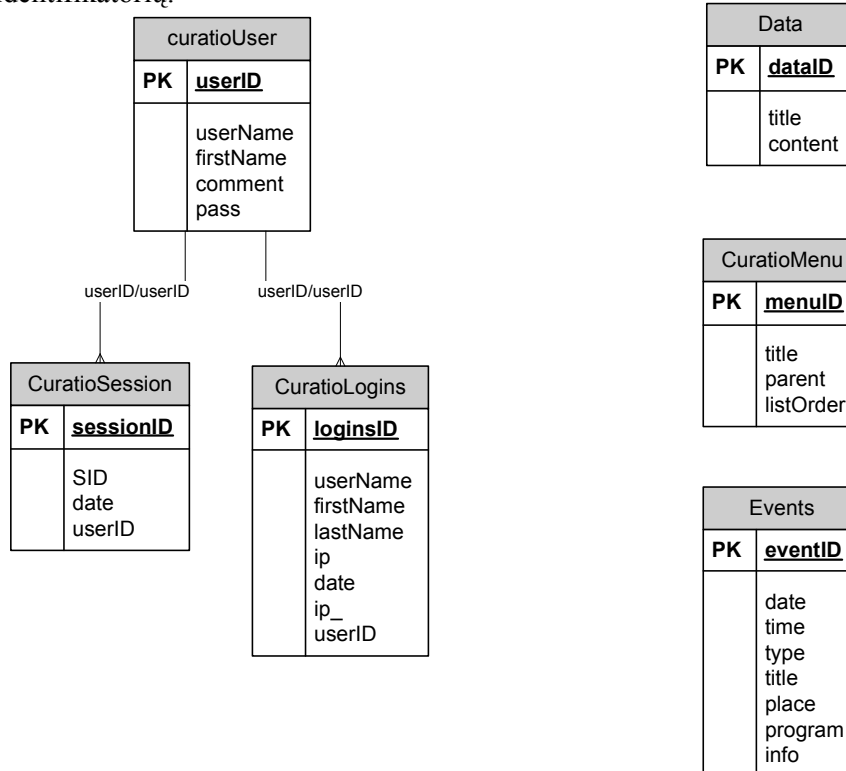 identifikatorių.
curatioUser
PK userID
userName
firstName
comment
pass
userID/userID
userID/userID
CuratioSession
PK sessionID
SID
date
userID
CuratioLogins
PK loginsID
userName
firstName
lastName
ip
date
ip_
userID
Data
PK dataID
title
content
CuratioMenu
PK menuID
title
parent
listOrder
Events
PK eventID
date
time
type
title
place
program
info